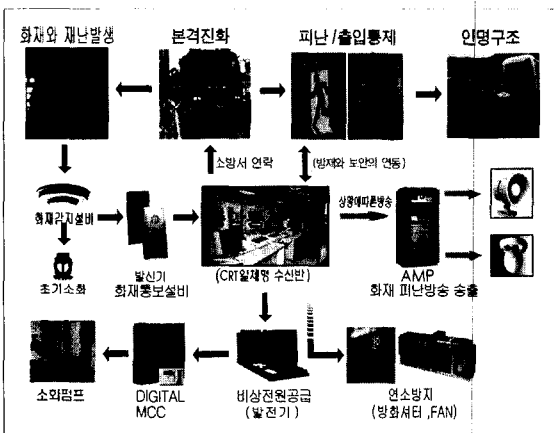 화재와 재난발생
본격진화
피난/출입통제
인명구조
소방서 연락
(방재와 보안의 연동)
화재감지설비
상황에따른방송
초기소화
발신기
화재통보설비
(CRT일체형 수신반)
AMP
화재 피난방송 송출
소화펌프
DIGITAL
MCC
비상전원공급
(발전기)
연소방지
(방화셔터,FAN)